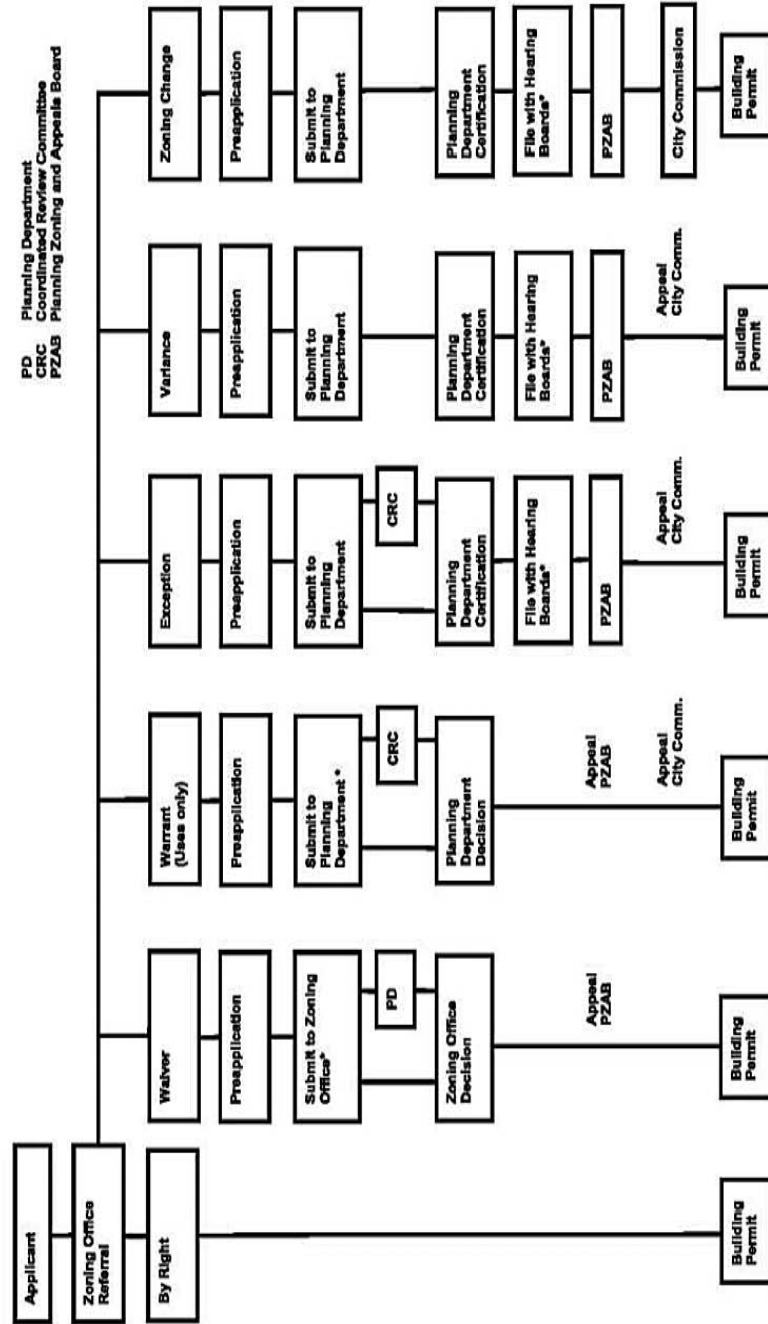 PD Planning Department
CRC Coordinated Review Committee
PZAB Planning Zoning and Appeals Board
Applicant
Zoning Office
Referral
By Right
Building
Permit
Waiver
Preapplication
Submit to Zoning
Office*
PD
Zoning Office
Decision
Appeal
PZAB
Building
Permit
Warrant
(Uses only)
Preapplication
Submit to
Planning
Department *
CRC
Planning
Department
Decision
Appeal
PZAB
Appeal
City Comm.
Building
Permit
Exception
Preapplication
Submit to
Planning
Department
CRC
Planning
Department
Certification
File with Hearing
Boards*
PZAB
Appeal
City Comm.
Building
Permit
Variance
Preapplication
Submit to
Planning
Department
Planning
Department
Certification
File with Hearing
Boards*
PZAB
Appeal
City Comm.
Building
Permit
Zoning Change
Preapplication
Submit to
Planning
Department
Planning
Department
Certification
File with Hearing
Boards*
PZAB
City Commission
Building
Permit